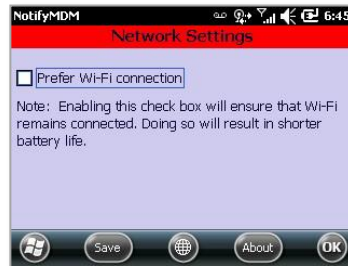 NotifyMDM 6:45
Network Settings
Prefer Wi-Fi connection
Note: Enabling this check box will ensure that Wi-Fi
remains connected. Doing so will result in shorter
battery life.
Save About OK